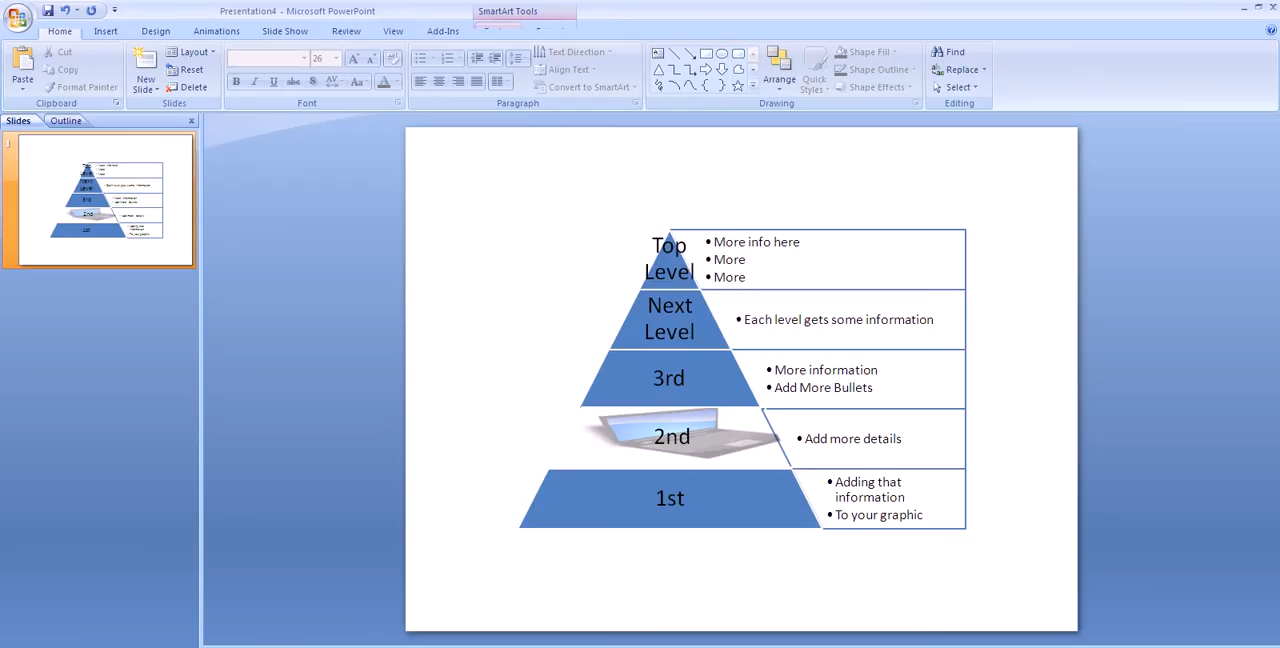 Presentation4 - Microsoft PowerPoint
SmartArt Tools
Home Insert Design Animations Slide Show Review View Add-Ins
Cut
Copy
Format Painter
Paste
Clipboard
New
Slide
Layout
Reset
Delete
Slides
26
B I U abc S AV Aa A
Font
Text Direction
Align Text
Convert to SmartArt
Paragraph
Arrange
Quick
Styles
Shape Fill
Shape Outline
Shape Effects
Drawing
Find
Replace
Select
Editing
Slides Outline
1
Top
Level
• More info here
• More
• More
Next
Level
• Each level gets some information
3rd
• More information
• Add More Bullets
2nd
• Add more details
1st
• Adding that
information
• To your graphic